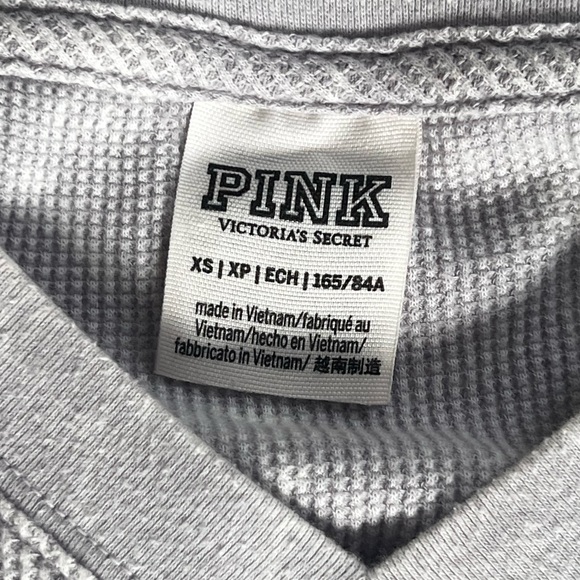 PINK
VICTORIA'S SECRET
XS | XP | ECH | 165/84A
made in Vietnam/fabriqué au
Vietnam/hecho en Vietnam/
fabbricato in Vietnam/ 越南制造